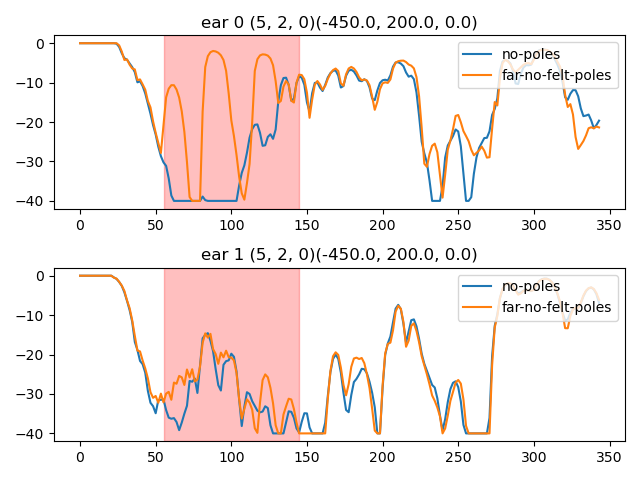 ear 0 (5, 2, 0)(-450.0, 200.0, 0.0)
0
−10
−20
−30
−40
no-poles
far-no-felt-poles
0 50 100 150 200 250 300 350
ear 1 (5, 2, 0)(-450.0, 200.0, 0.0)
0
−10
−20
−30
−40
no-poles
far-no-felt-poles
0 50 100 150 200 250 300 350